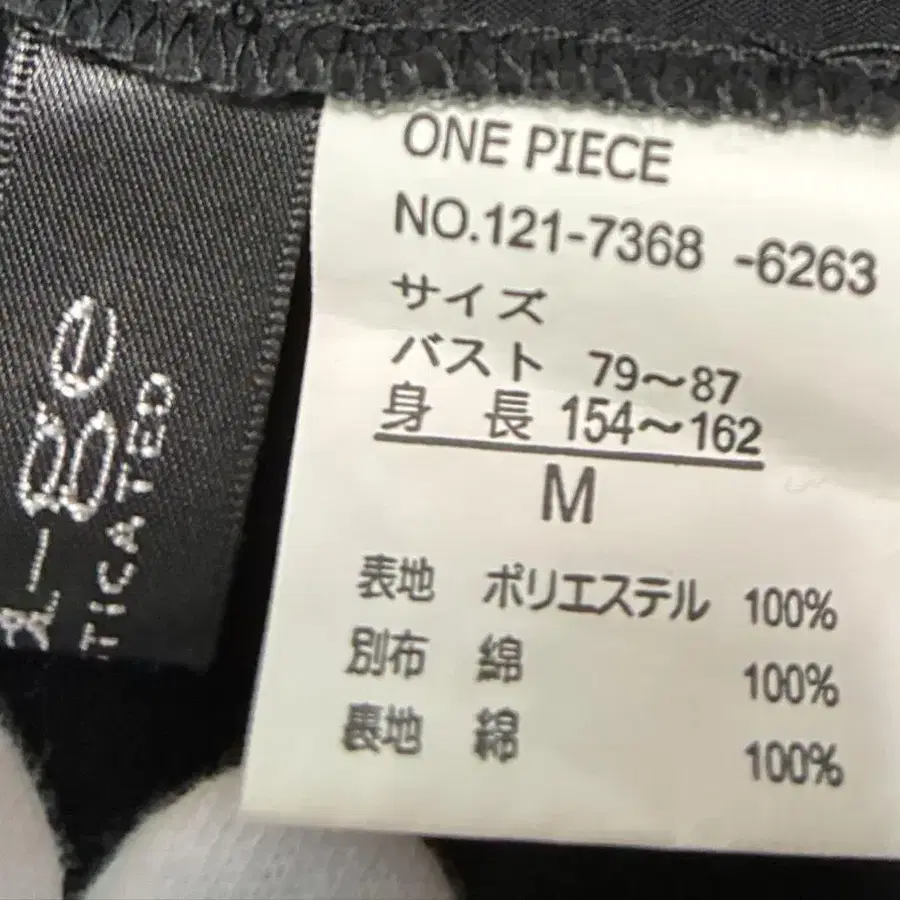 ONE PIECE
NO.121-7368 -6263
サイズ
バスト 79～87
身 長 154～162
M
表地 ポリエステル 100%
別布 綿 100%
裏地 綿 100%
TICATED